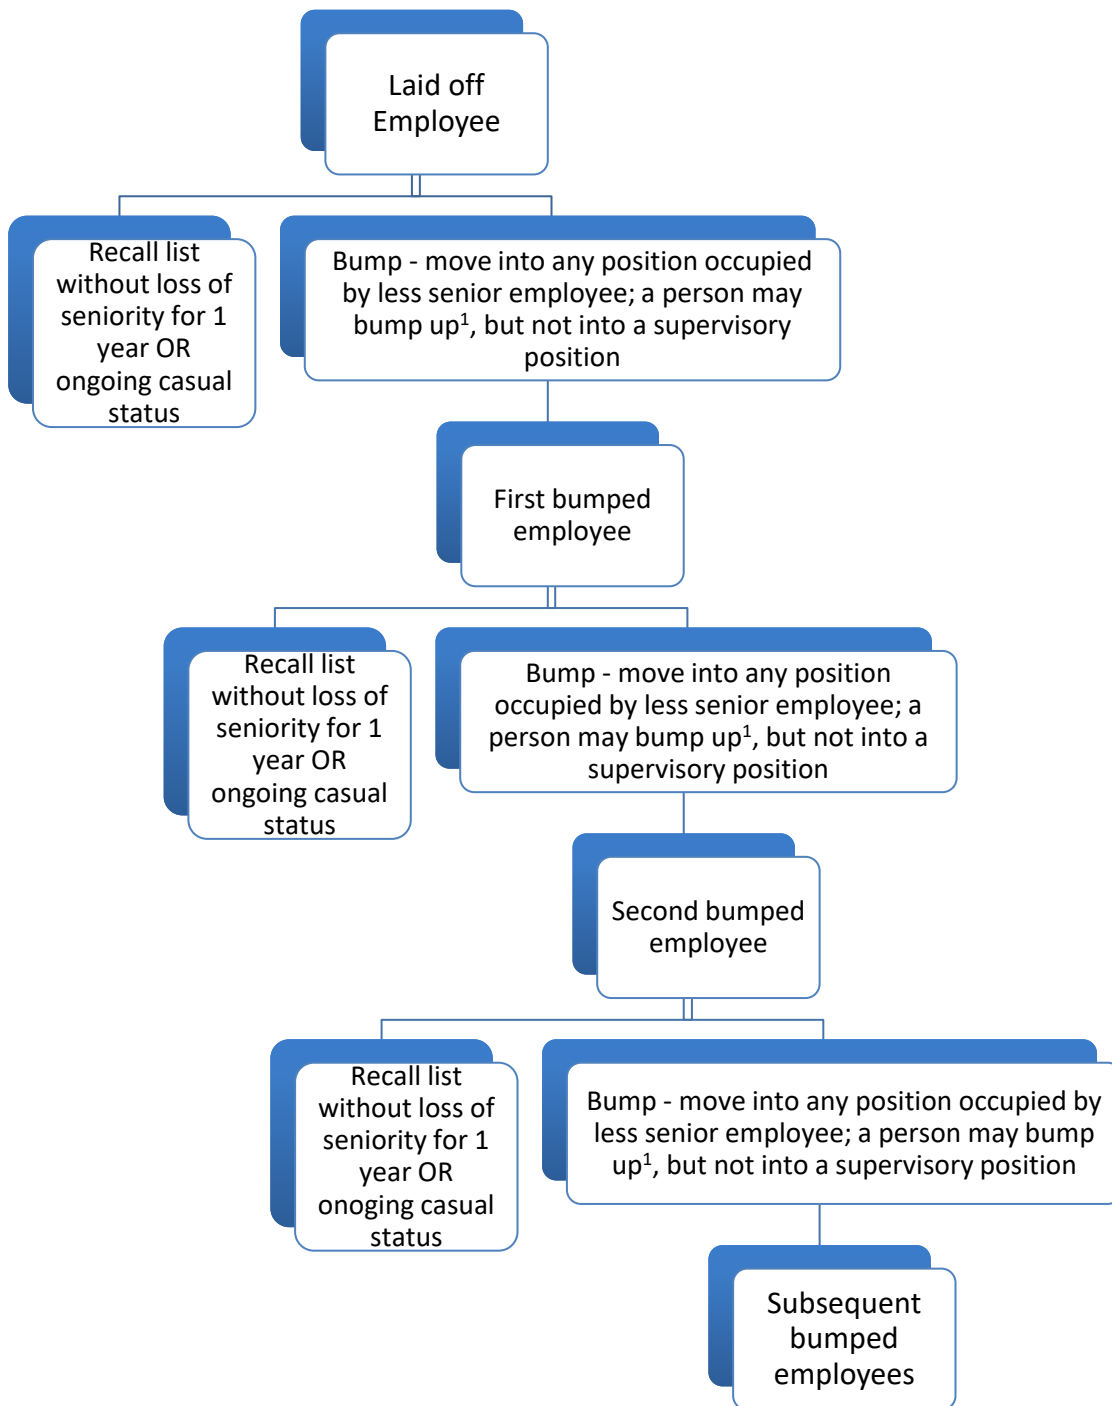 Laid off
Employee
Recall list
without loss of
seniority for 1
year OR
ongoing casual
status
Bump - move into any position occupied
by less senior employee; a person may
bump up¹, but not into a supervisory
position
First bumped
employee
Recall list
without loss of
seniority for 1
year OR
ongoing casual
status
Bump - move into any position
occupied by less senior employee; a
person may bump up¹, but not into a
supervisory position
Second bumped
employee
Recall list
without loss of
seniority for 1
year OR
onoging casual
status
Bump - move into any position occupied by
less senior employee; a person may bump
up¹, but not into a supervisory position
Subsequent
bumped
employees